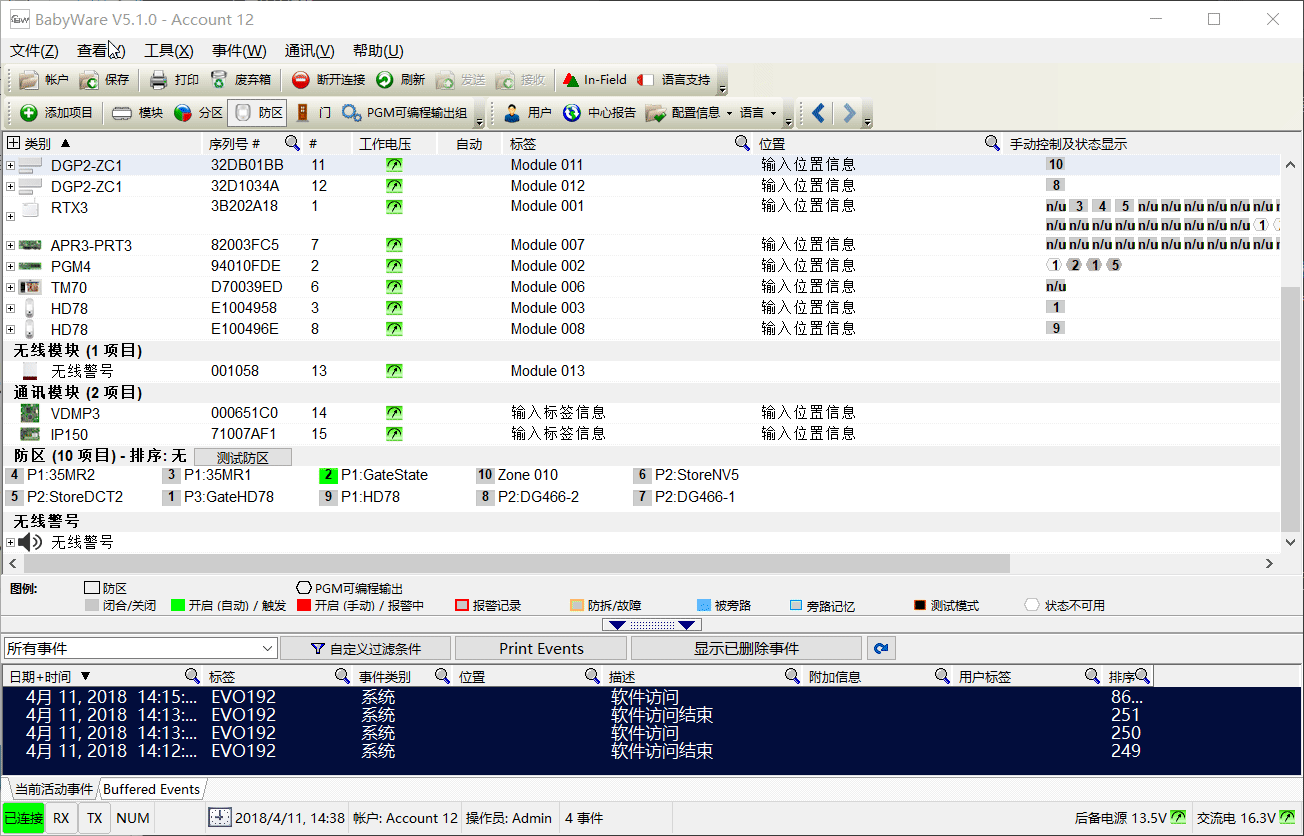 BabyWare V5.1.0 - Account 12
文件(Z) 查看(Y) 工具(X) 事件(W) 通讯(V) 帮助(U)
帐户 保存 打印 废弃箱 断开连接 刷新 发送 接收 In-Field 语言支持
添加项目 模块 分区 防区 门 PGM可编程输出组 用户 中心报告 配置信息 语言
类别 序列号 # # 工作电压 自动 标签 位置 手动控制及状态显示
DGP2-ZC1 32DB01BB 11 Module 011 输入位置信息 10
DGP2-ZC1 32D1034A 12 Module 012 输入位置信息 8
RTX3 3B202A18 1 Module 001 输入位置信息 n/u 3 4 5 n/u n/u n/u n/u n/u n/u
n/u n/u n/u n/u n/u n/u n/u n/u n/u 1
APR3-PRT3 82003FC5 7 Module 007 输入位置信息 n/u n/u n/u n/u n/u n/u n/u n/u n/u n/u
PGM4 94010FDE 2 Module 002 输入位置信息 1 2 1 5
TM70 D70039ED 6 Module 006 输入位置信息 n/u
HD78 E1004958 3 Module 003 输入位置信息 1
HD78 E100496E 8 Module 008 输入位置信息 9
无线模块 (1 项目)
无线警号 001058 13 Module 013
通讯模块 (2 项目)
VDMP3 000651C0 14 输入标签信息 输入位置信息
IP150 71007AF1 15 输入标签信息 输入位置信息
防区 (10 项目) - 排序: 无 测试防区
4 P1:35MR2 3 P1:35MR1 2 P1:GateState 10 Zone 010 6 P2:StoreNV5
5 P2:StoreDCT2 1 P3:GateHD78 9 P1:HD78 8 P2:DG466-2 7 P2:DG466-1
无线警号
无线警号
图例: 防区 PGM可编程输出
闭合/关闭 开启 (自动) / 触发 开启 (手动) / 报警中 报警记录 防拆/故障 被旁路 旁路记忆 测试模式 状态不可用
所有事件 自定义过滤条件 Print Events 显示已删除事件
日期+时间 标签 事件类别 位置 描述 附加信息 用户标签 排序
4月 11, 2018 14:15:... EVO192 系统 软件访问 86...
4月 11, 2018 14:13:... EVO192 系统 软件访问结束 251
4月 11, 2018 14:13:... EVO192 系统 软件访问 250
4月 11, 2018 14:12:... EVO192 系统 软件访问结束 249
当前活动事件 Buffered Events
已连接 RX TX NUM 2018/4/11, 14:38 帐户: Account 12 操作员: Admin 4 事件 后备电源 13.5V 交流电 16.3V